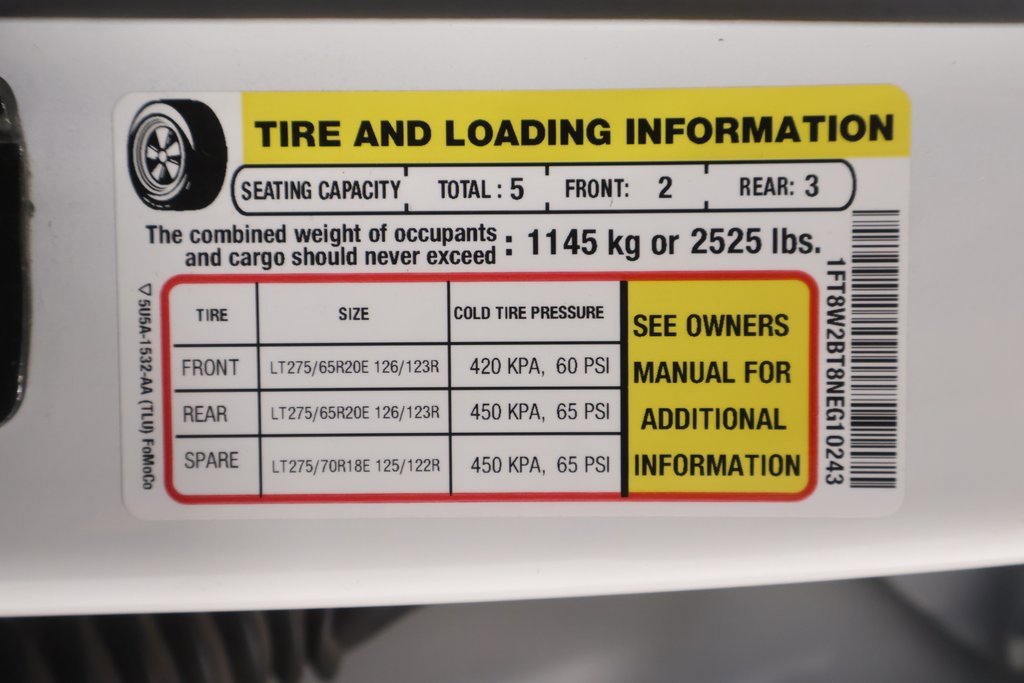 TIRE AND LOADING INFORMATION
SEATING CAPACITY TOTAL : 5 FRONT: 2 REAR: 3
The combined weight of occupants
and cargo should never exceed : 1145 kg or 2525 lbs.
TIRE SIZE COLD TIRE PRESSURE
FRONT LT275/65R20E 126/123R 420 KPA, 60 PSI
REAR LT275/65R20E 126/123R 450 KPA, 65 PSI
SPARE LT275/70R18E 125/122R 450 KPA, 65 PSI
SEE OWNERS
MANUAL FOR
ADDITIONAL
INFORMATION
1FT8W2BT8NEG10243
▽ 5U5A-1532-AA (TLU) FoMoCo